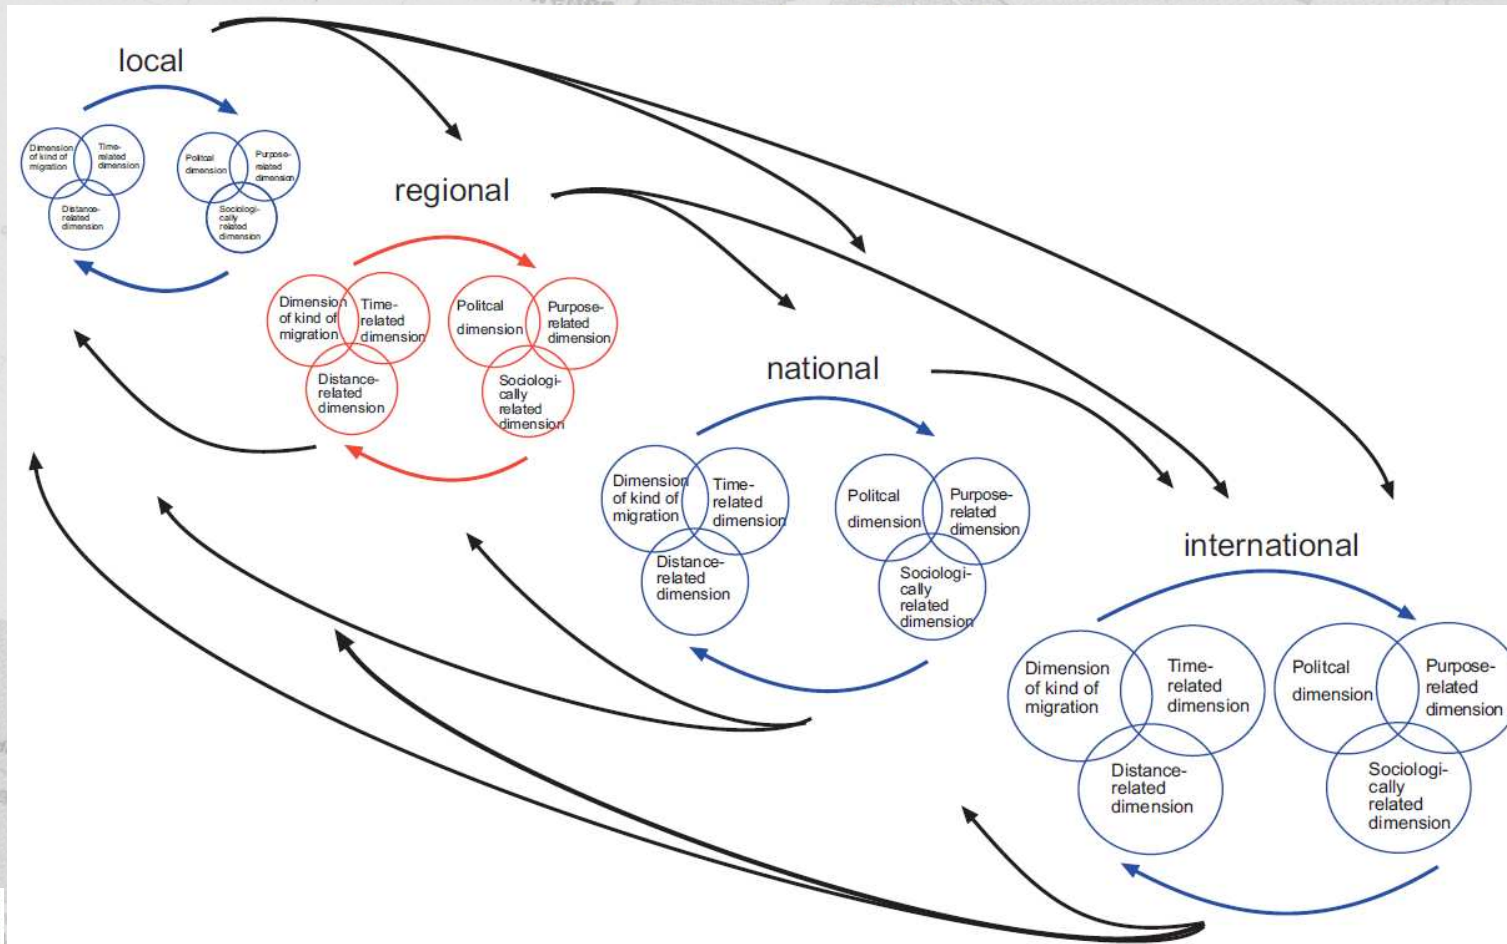 local
Dimension
of kind of
migration
Time-
related
dimension
Distance-
related
dimension
Politcal
dimension
Purpose-
related
dimension
Sociologi-
cally
related
dimension
regional
Dimension
of kind of
migration
Time-
related
dimension
Distance-
related
dimension
Politcal
dimension
Purpose-
related
dimension
Sociologi-
cally
related
dimension
national
Dimension
of kind of
migration
Time-
related
dimension
Distance-
related
dimension
Politcal
dimension
Purpose-
related
dimension
Sociologi-
cally
related
dimension
international
Dimension
of kind of
migration
Time-
related
dimension
Distance-
related
dimension
Politcal
dimension
Purpose-
related
dimension
Sociologi-
cally
related
dimension